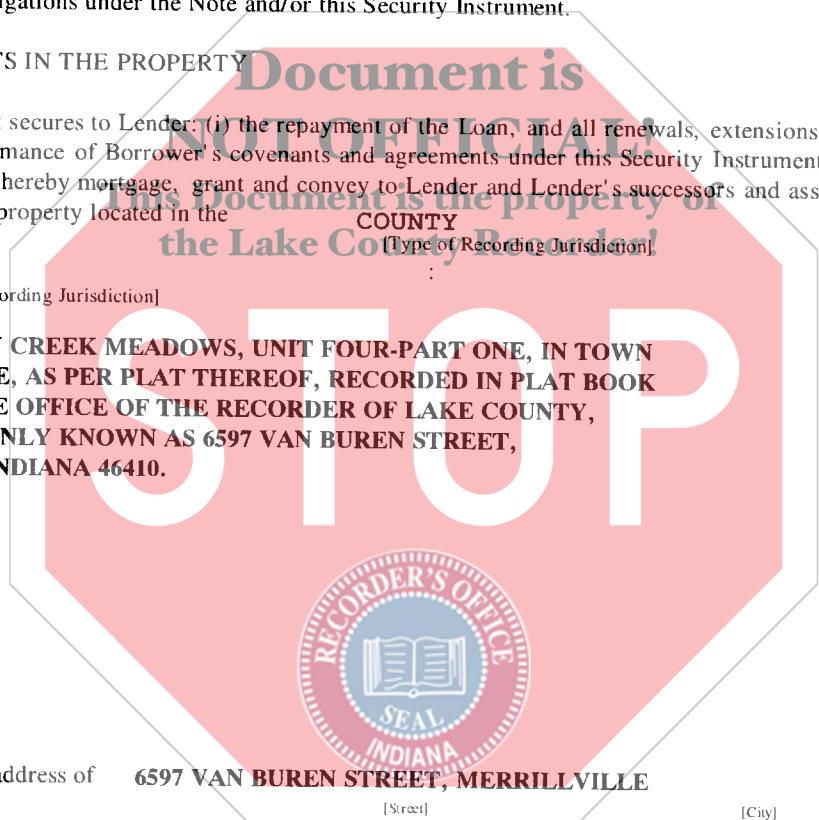 gations under the Note and/or this Security Instrument.
TS IN THE PROPERTY
Document is
secures to Lender: (i) the repayment of the Loan, and all renewals, extensions
NOT OFFICIAL!
mance of Borrower's covenants and agreements under this Security Instrument
hereby mortgage, grant and convey to Lender and Lender's successors and ass
This Document is the property of
property located in the COUNTY
the Lake County Recorder!
[Type of Recording Jurisdiction]
:
ording Jurisdiction]
STOP
CREEK MEADOWS, UNIT FOUR-PART ONE, IN TOWN
E, AS PER PLAT THEREOF, RECORDED IN PLAT BOOK
E OFFICE OF THE RECORDER OF LAKE COUNTY,
NLY KNOWN AS 6597 VAN BUREN STREET,
NDIANA 46410.
RECORDER'S OFFICE
SEAL
INDIANA
address of 6597 VAN BUREN STREET, MERRILLVILLE
[Street] [City]